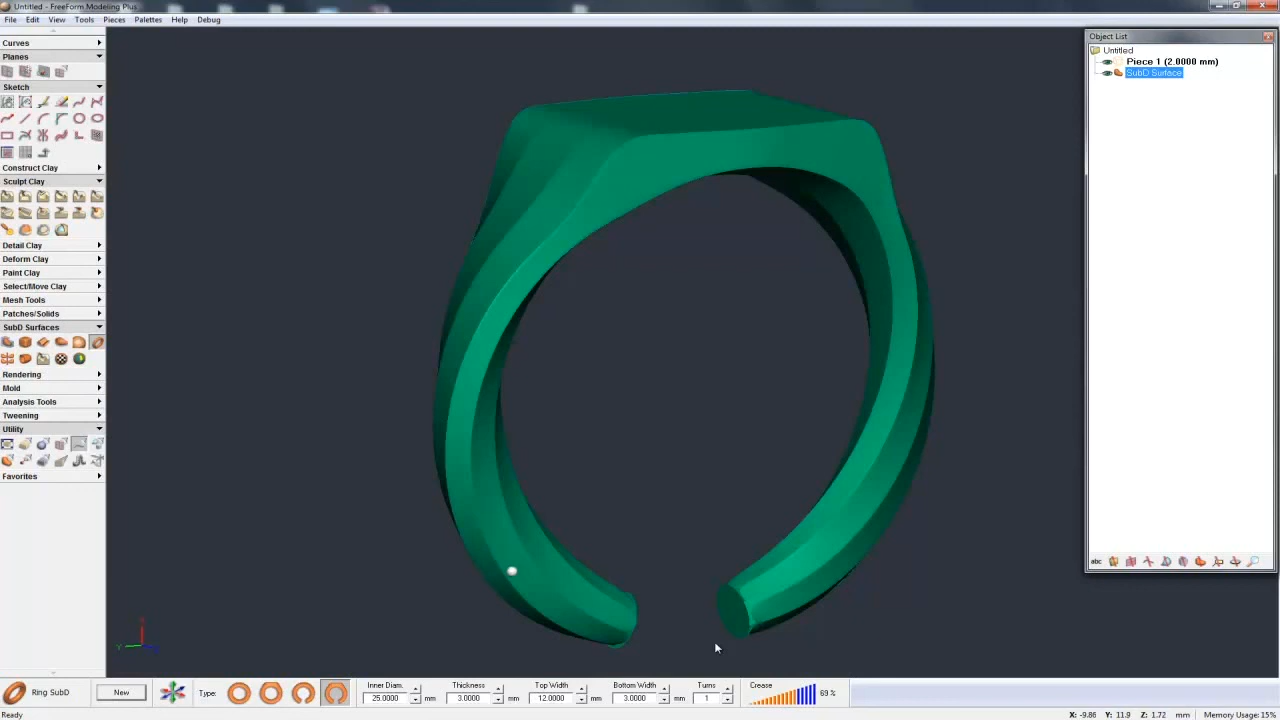 Untitled - FreeForm Modeling Plus
File Edit View Tools Pieces Palettes Help Debug
Curves
Planes
Sketch
Construct Clay
Sculpt Clay
Detail Clay
Deform Clay
Paint Clay
Select/Move Clay
Mesh Tools
Patches/Solids
SubD Surfaces
Rendering
Mold
Analysis Tools
Tweening
Utility
Favorites
Object List
Untitled
Piece 1 (2.0000 mm)
SubD Surface
abc
Y
Ring SubD
New
Type:
Inner Diam.
25.0000 mm
Thickness
3.0000 mm
Top Width
12.0000 mm
Bottom Width
3.0000 mm
Turns
1
Crease
69 %
Ready
X: -9.86 Y: 11.9 Z: 1.72 mm Memory Usage: 15%